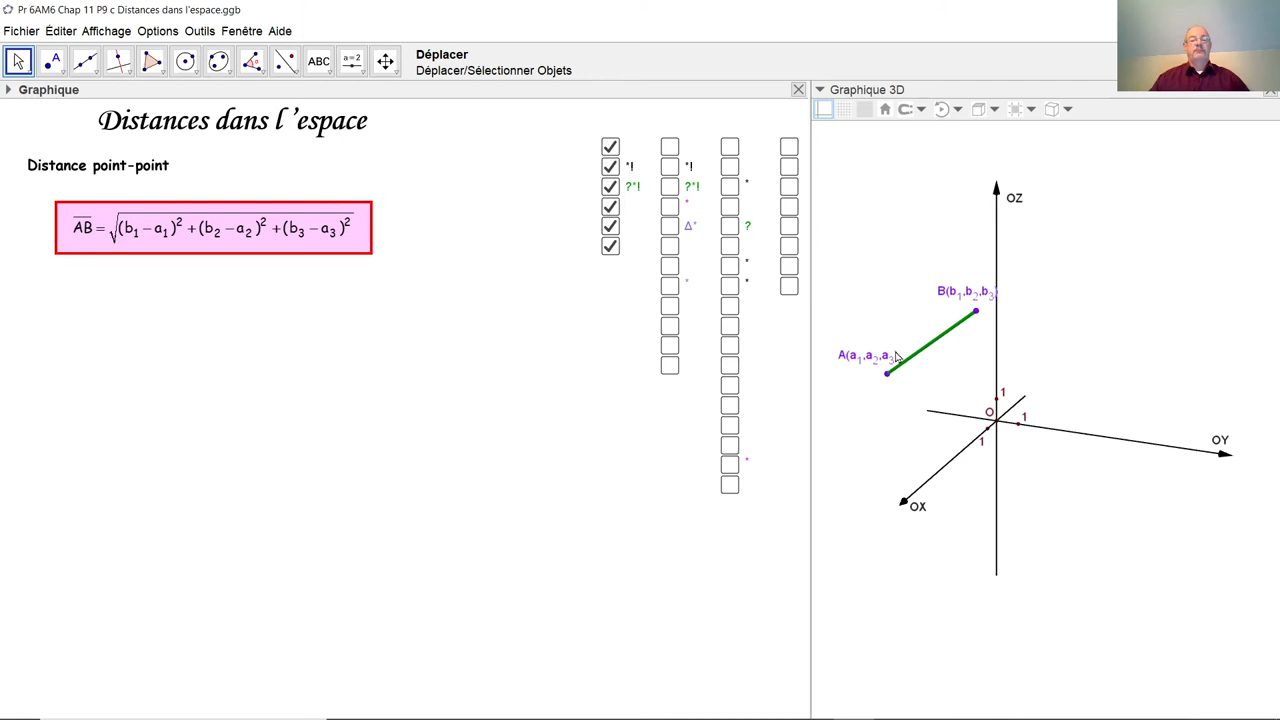 Pr 6AM6 Chap 11 P9 c Distances dans l'espace.ggb
Fichier Éditer Affichage Options Outils Fenêtre Aide
A
ABC
a=2
Déplacer
Déplacer/Sélectionner Objets
Graphique
Graphique 3D
Distances dans l 'espace
Distance point-point
AB = √(b₁ − a₁)² + (b₂ − a₂)² + (b₃ − a₃)²
*!
*!
?*!
?*!
*
*
Δ*
?
*
*
*
*
OZ
B(b₁,b₂,b₃)
A(a₁,a₂,a₃
1
O
1
1
OY
OX